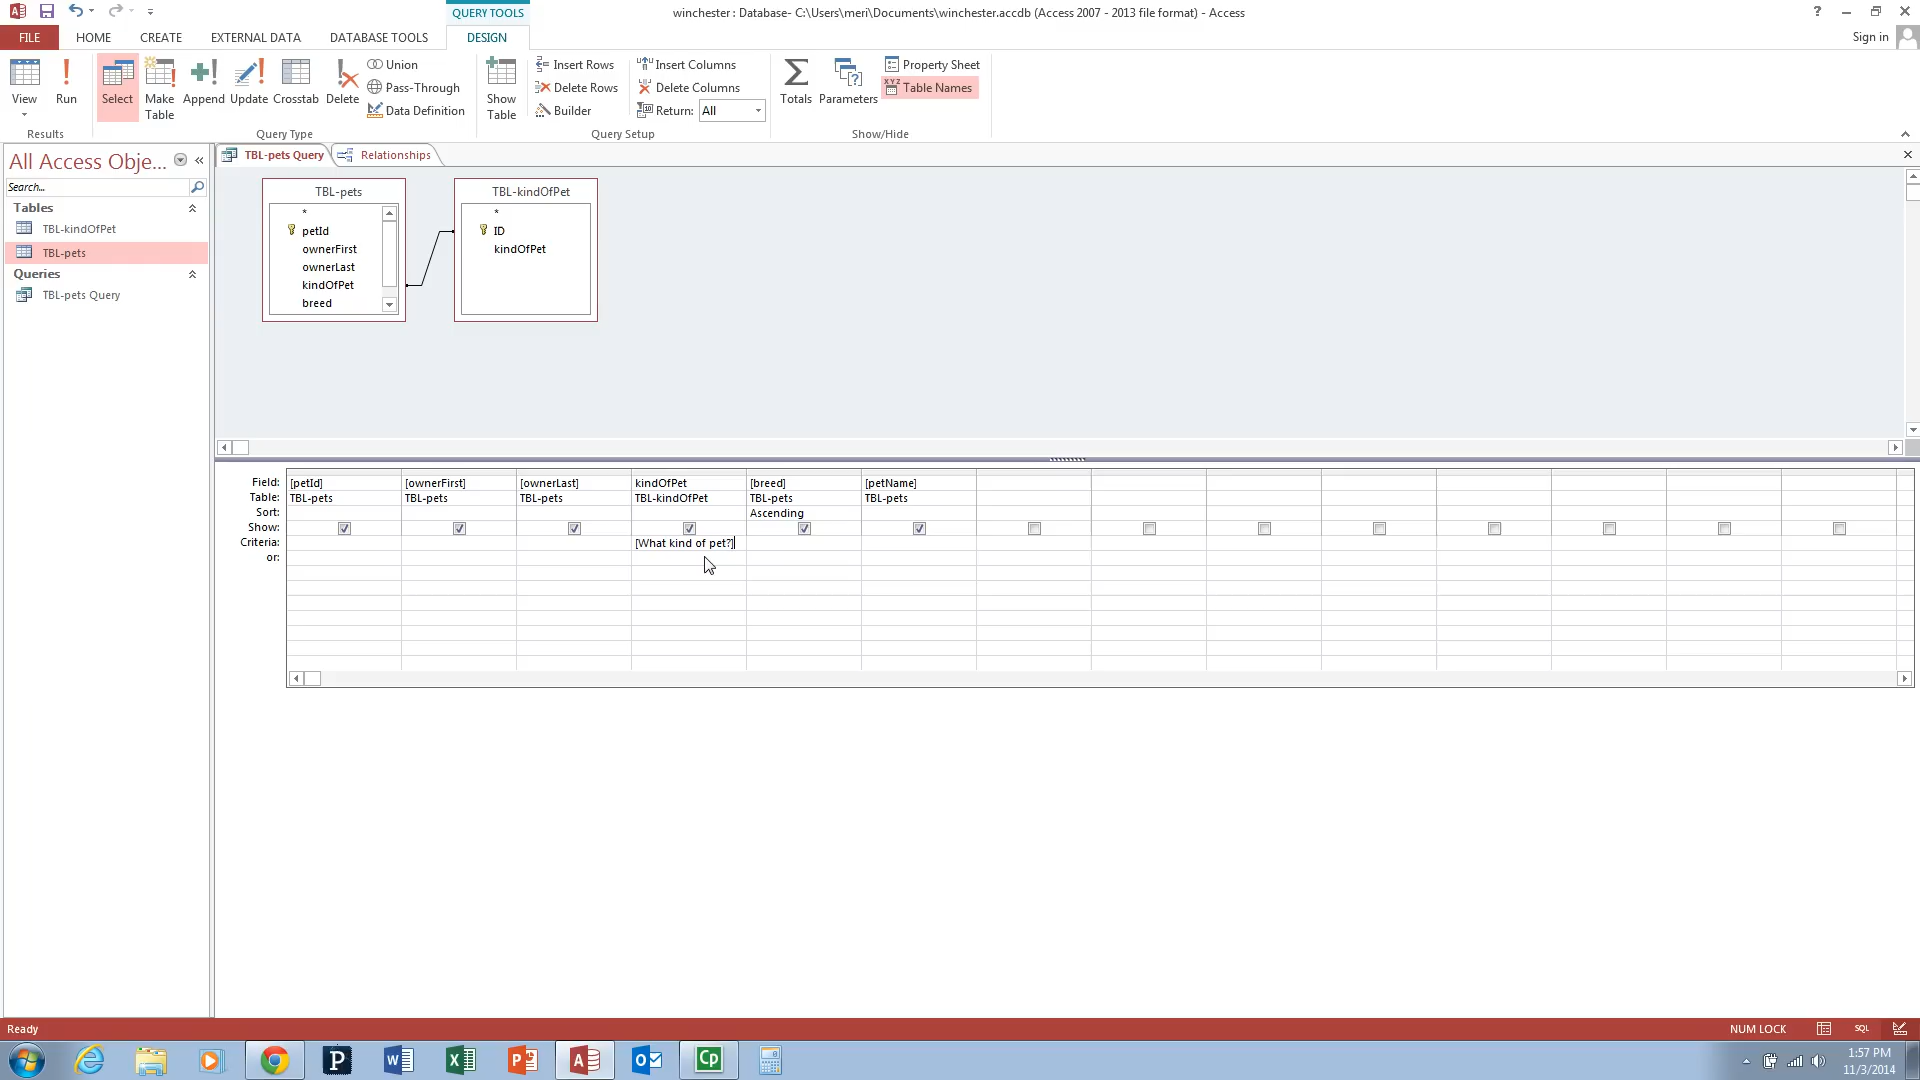 QUERY TOOLS
winchester : Database- C:\Users\meri\Documents\winchester.accdb (Access 2007 - 2013 file format) - Access
?
FILE
HOME
CREATE
EXTERNAL DATA
DATABASE TOOLS
DESIGN
Sign in
View
Run
Select
Make
Table
Append
Update
Crosstab
Delete
Union
Pass-Through
Data Definition
Show
Table
Insert Rows
Delete Rows
Builder
Insert Columns
Delete Columns
Return: All
Totals
Parameters
Property Sheet
Table Names
Results
Query Type
Query Setup
Show/Hide
All Access Obje...
Search...
Tables
TBL-kindOfPet
TBL-pets
Queries
TBL-pets Query
TBL-pets Query
Relationships
TBL-pets
*
petId
ownerFirst
ownerLast
kindOfPet
breed
TBL-kindOfPet
*
ID
kindOfPet
Field: [petId] [ownerFirst] [ownerLast] kindOfPet [breed] [petName]
Table: TBL-pets TBL-pets TBL-pets TBL-kindOfPet TBL-pets TBL-pets
Sort: Ascending
Show:
Criteria: [What kind of pet?]
or:
Ready
NUM LOCK
SQL
1:57 PM
11/3/2014